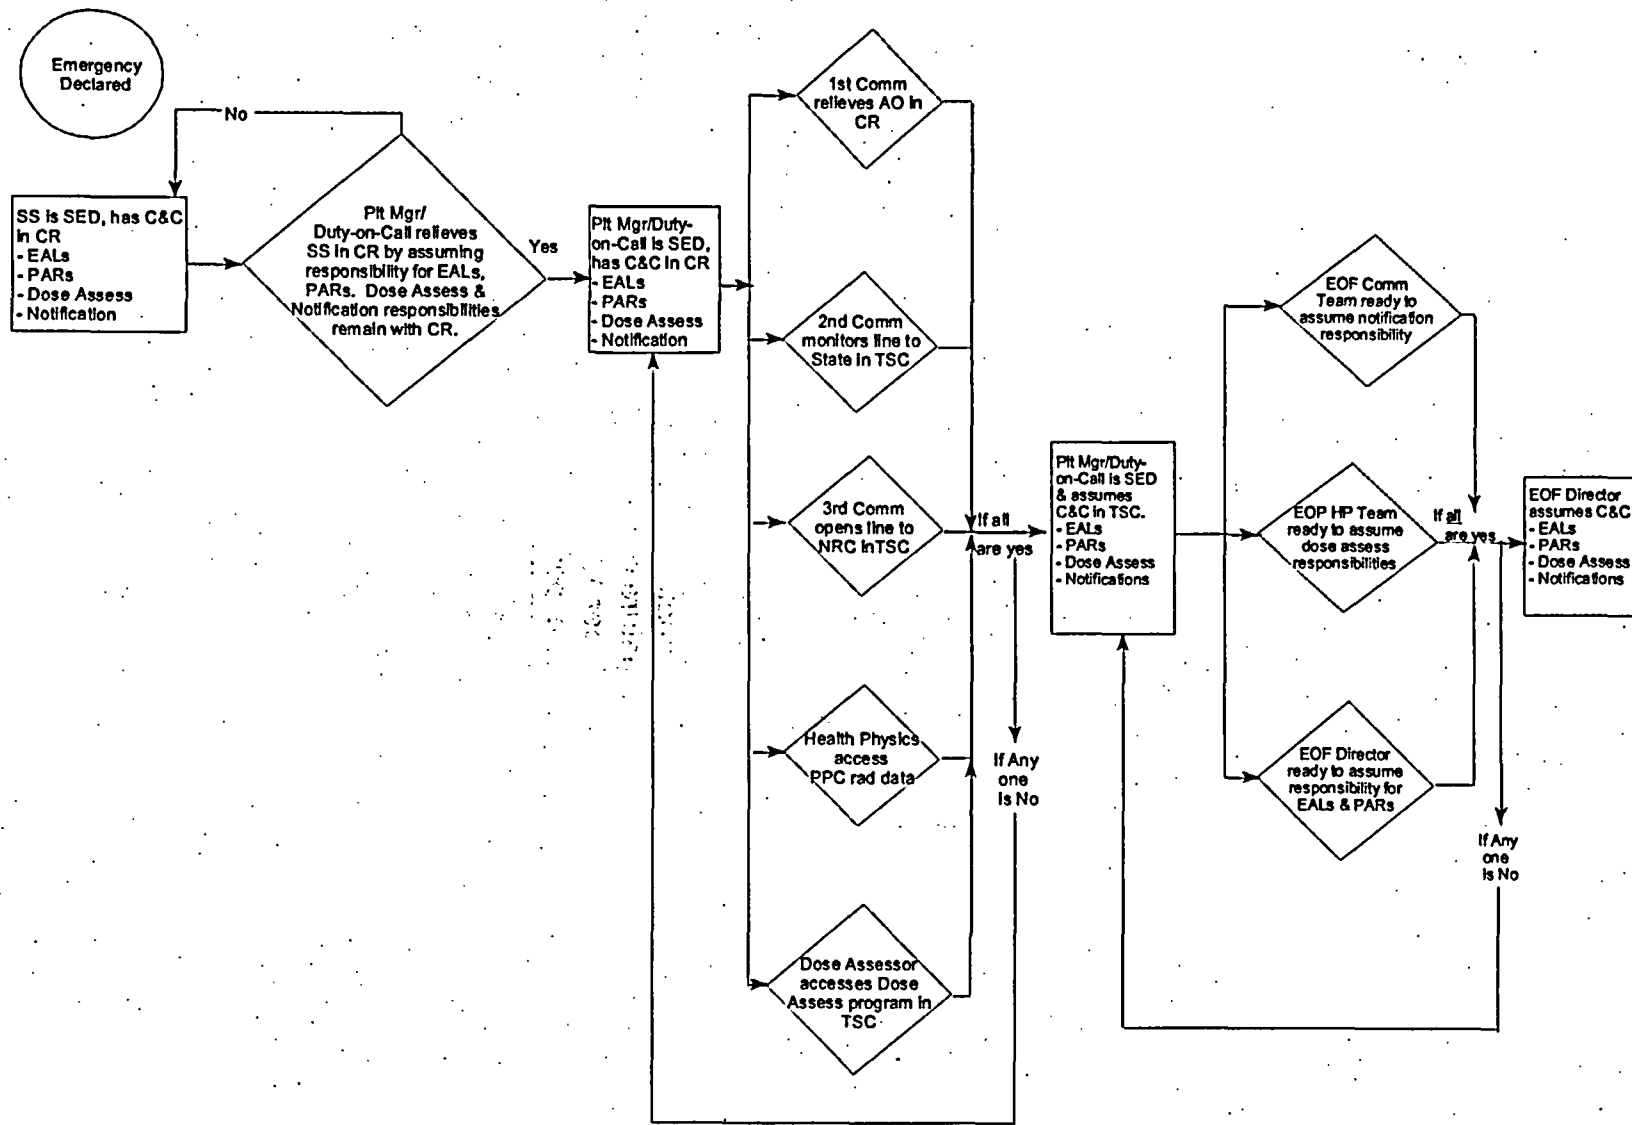 Emergency
Declared
No
SS is SED, has C&C
in CR
- EALs
- PARs
- Dose Assess
- Notification
Plt Mgr/
Duty-on-Call relieves
SS in CR by assuming
responsibility for EALs,
PARs. Dose Assess &
Notification responsibilities
remain with CR.
Yes
Plt Mgr/Duty-
on-Call is SED,
has C&C in CR
- EALs
- PARs
- Dose Assess
- Notification
1st Comm
relieves AO in
CR
2nd Comm
monitors line to
State in TSC
3rd Comm
opens line to
NRC inTSC
Health Physics
access
PPC rad data
Dose Assessor
accesses Dose
Assess program in
TSC
If all
are yes
If Any
one
is No
Plt Mgr/Duty-
on-Call is SED
& assumes
C&C in TSC.
- EALs
- PARs
- Dose Assess
- Notifications
EOF Comm
Team ready to
assume notification
responsibility
EOP HP Team
ready to assume
dose assess
responsibilities
EOF Director
ready to assume
responsibility for
EALs & PARs
If all
are yes
If Any
one
is No
EOF Director
assumes C&C
- EALs
- PARs
- Dose Assess
- Notifications